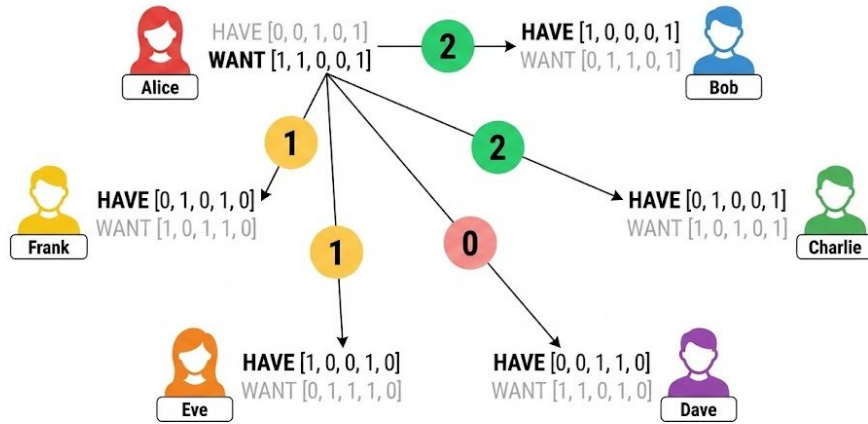 HAVE [0, 0, 1, 0, 1]
WANT [1, 1, 0, 0, 1]
Alice
2
HAVE [1, 0, 0, 0, 1]
WANT [0, 1, 1, 0, 1]
Bob
1
2
HAVE [0, 1, 0, 1, 0]
WANT [1, 0, 1, 1, 0]
Frank
HAVE [0, 1, 0, 0, 1]
WANT [1, 0, 1, 0, 1]
Charlie
1
0
HAVE [1, 0, 0, 1, 0]
WANT [0, 1, 1, 1, 0]
Eve
HAVE [0, 0, 1, 1, 0]
WANT [1, 1, 0, 1, 0]
Dave